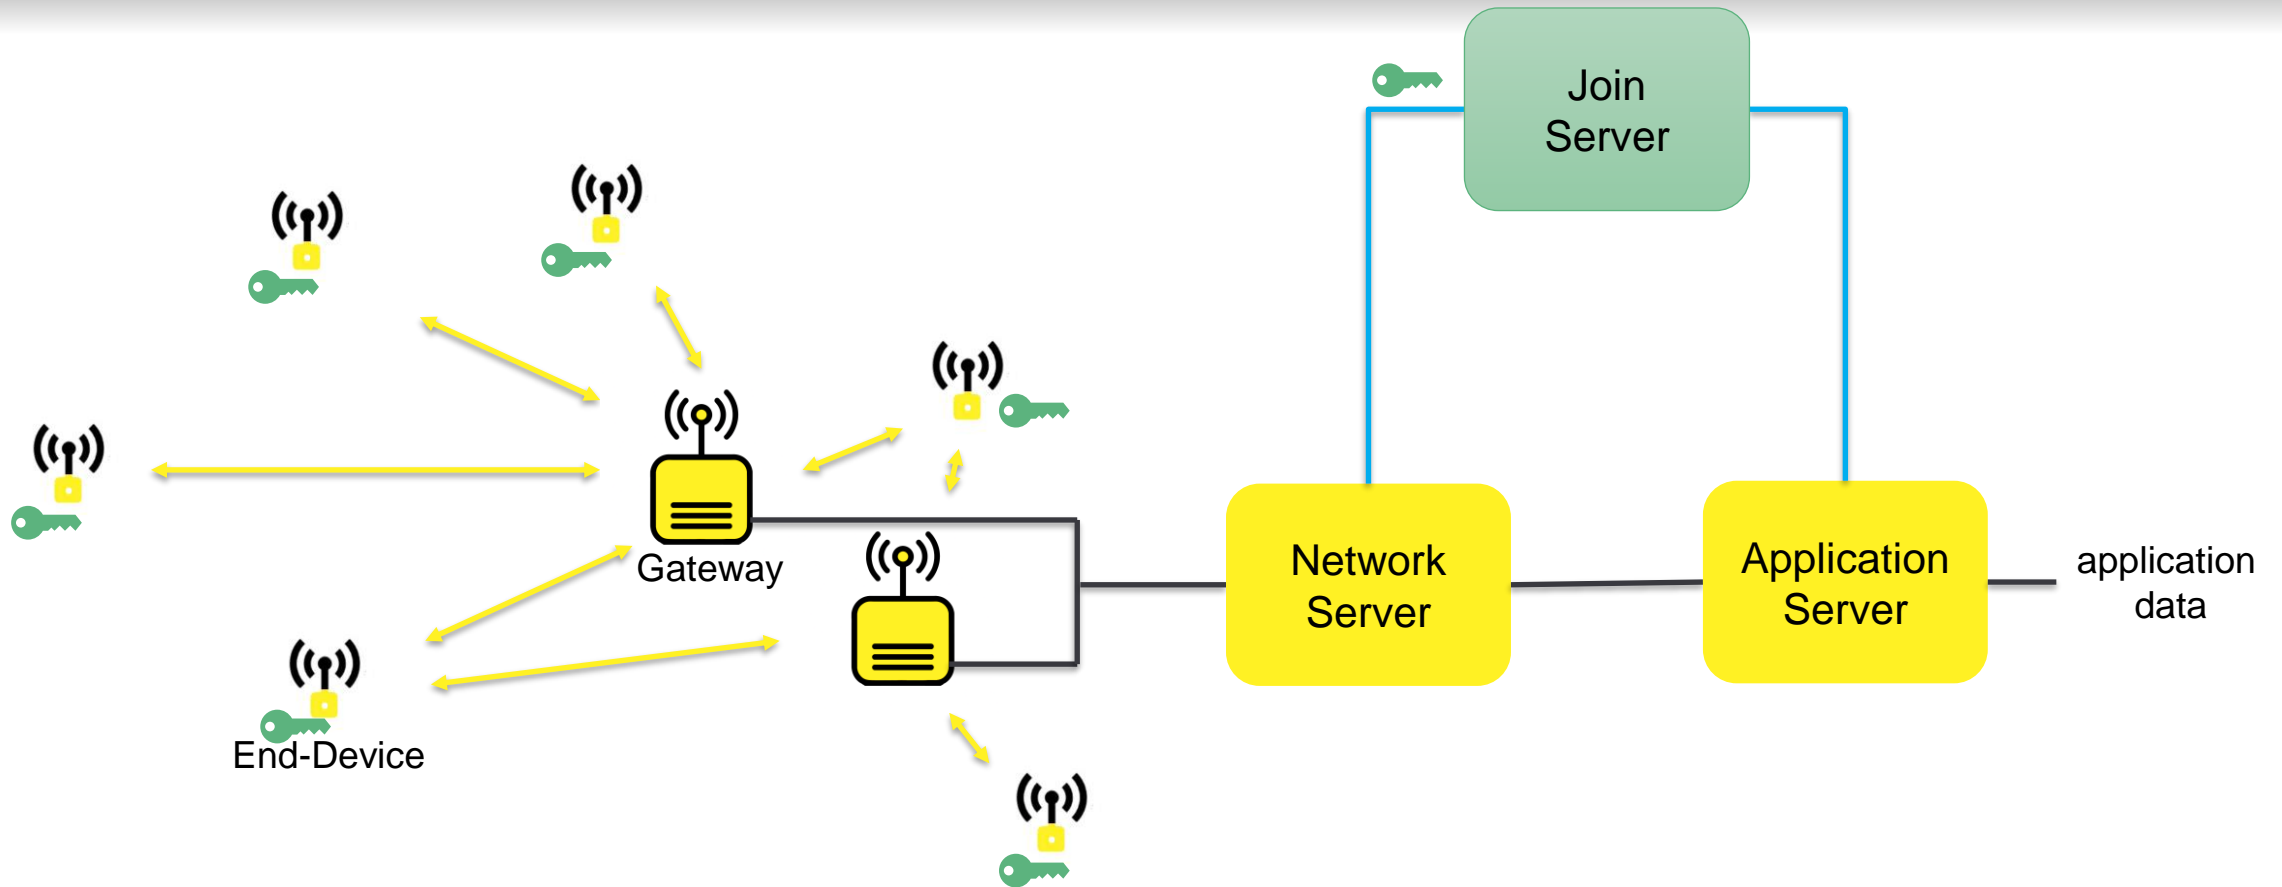 Join
Server
Gateway
End-Device
Network
Server
Application
Server
application
data